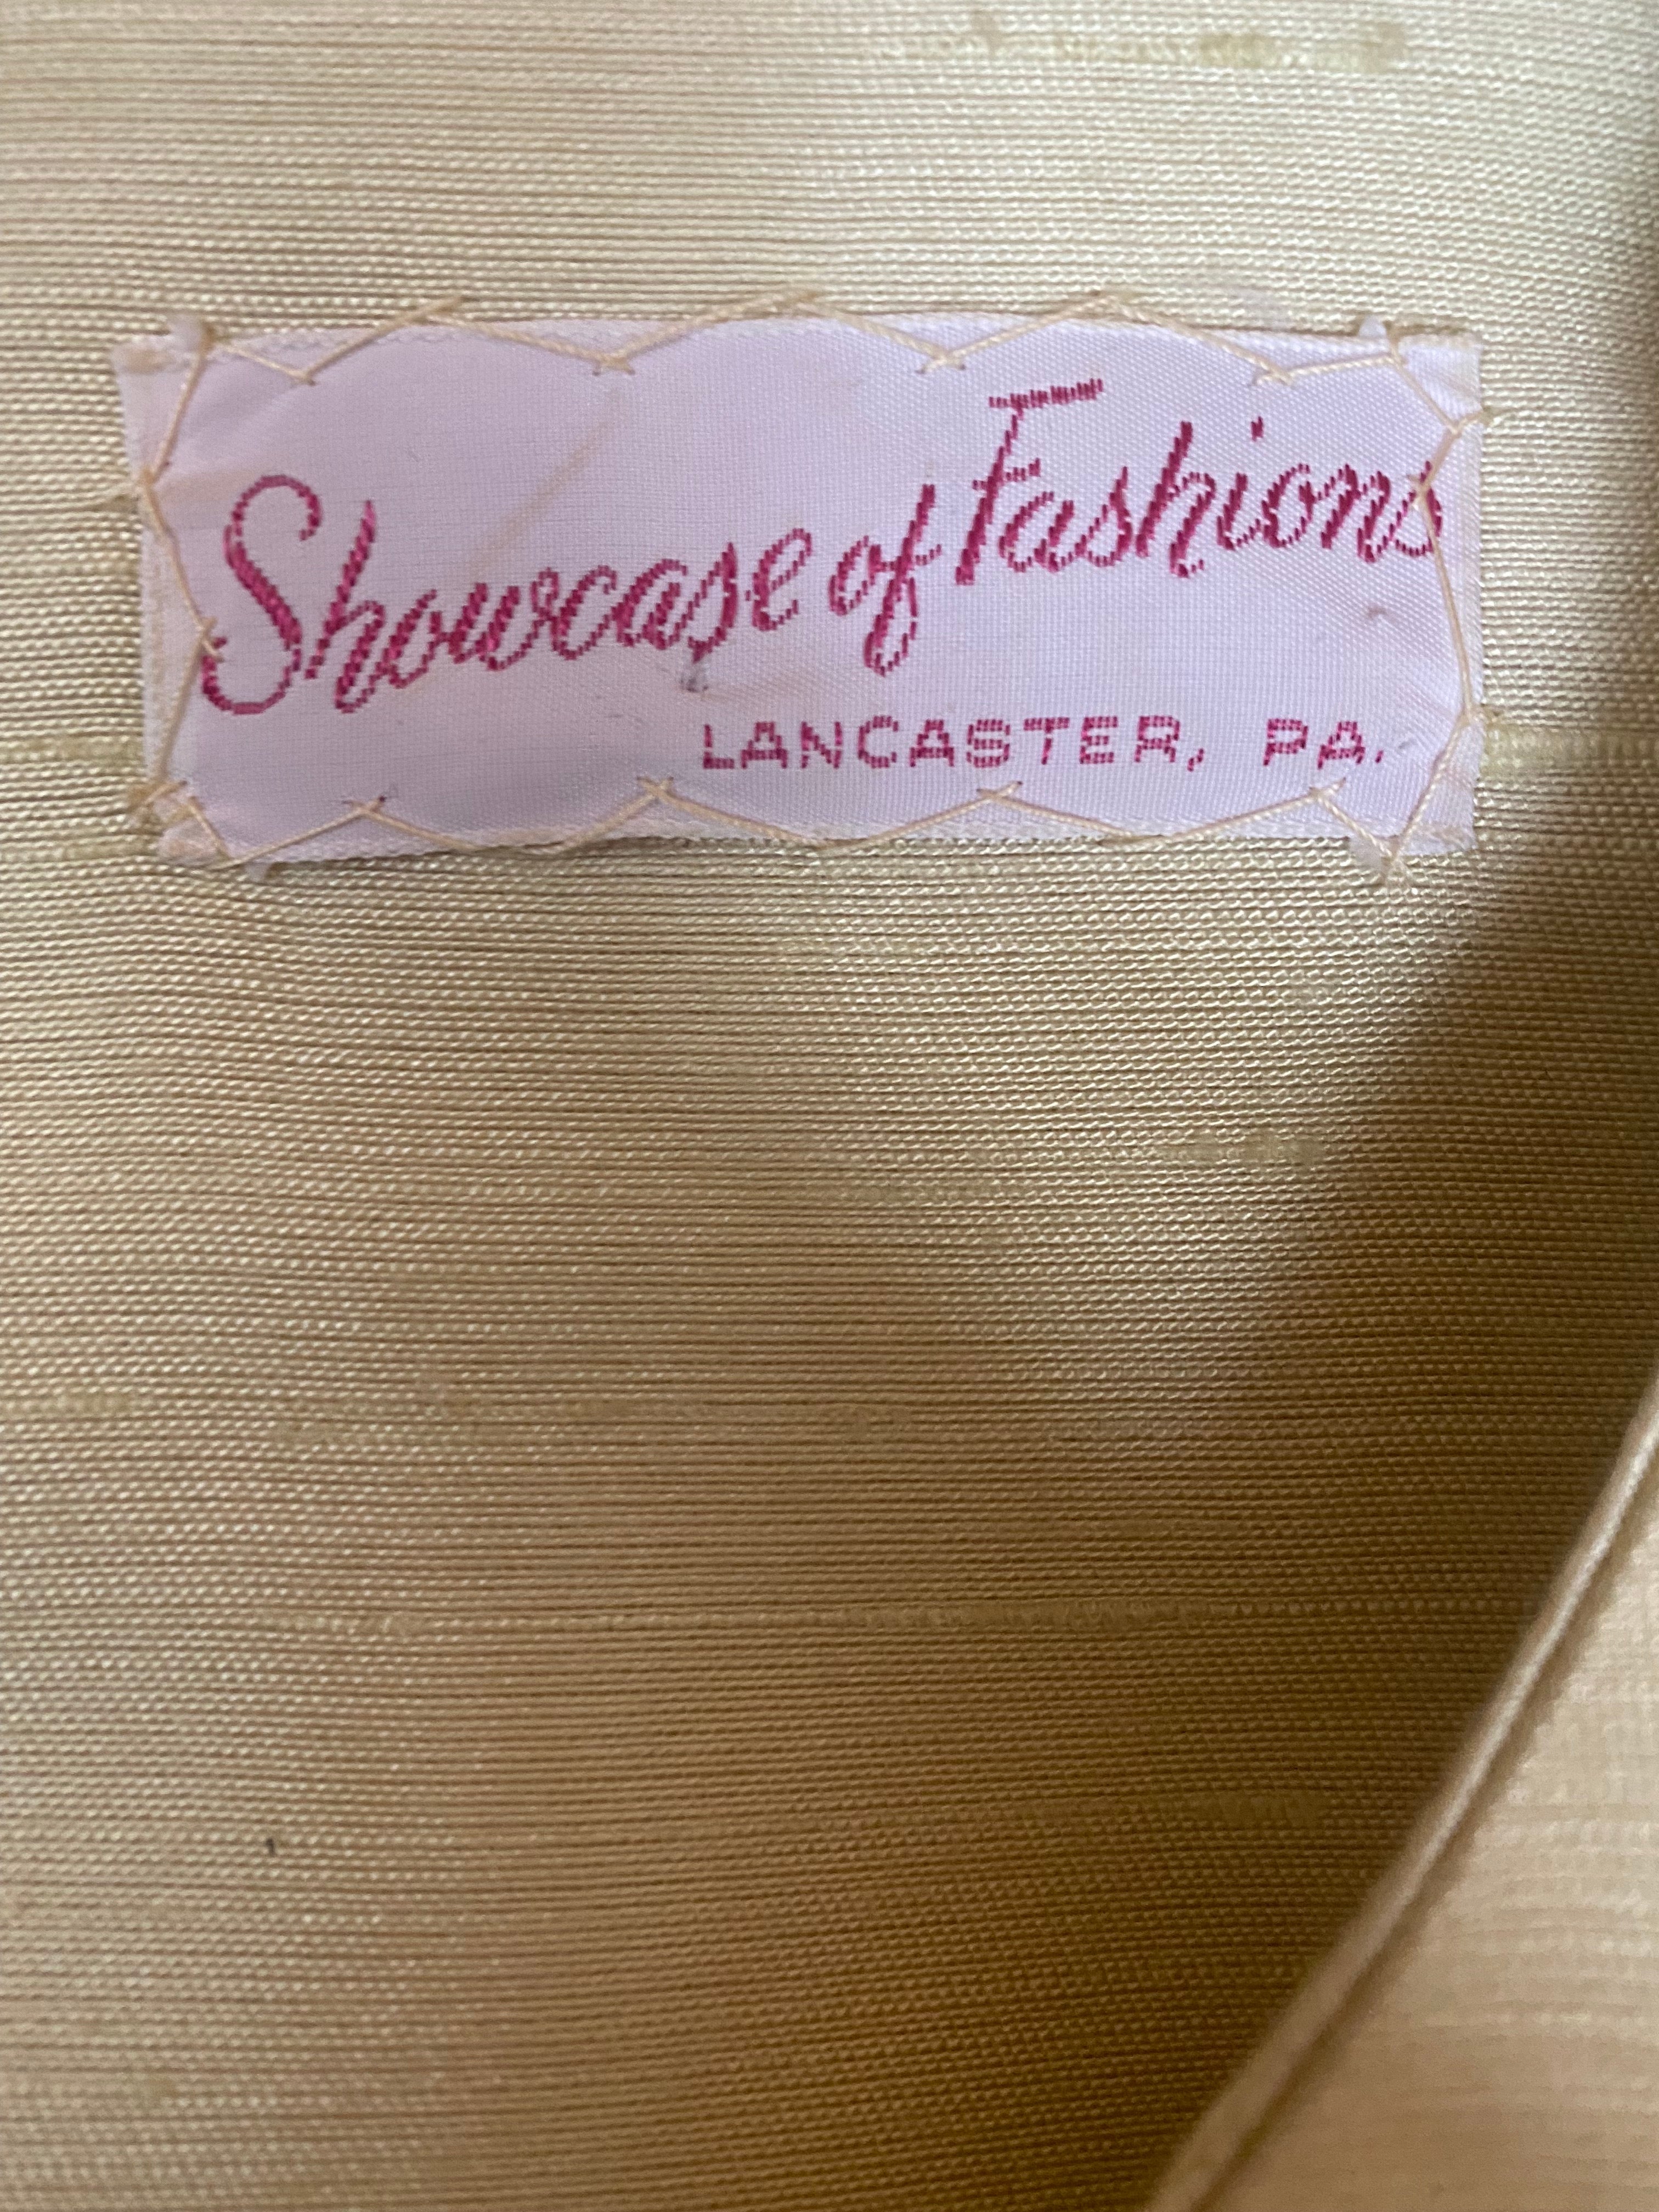 Showcase of Fashions
LANCASTER, PA.